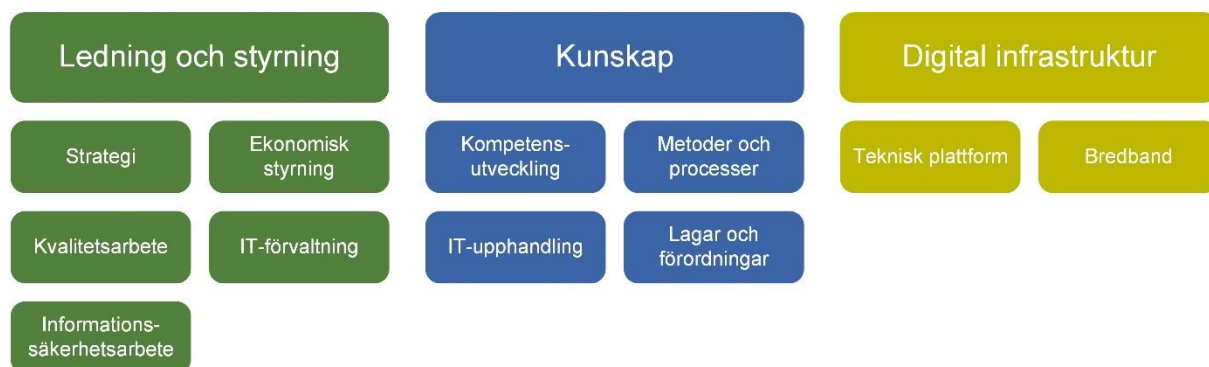 Ledning och styrning
Kunskap
Digital infrastruktur
Strategi
Ekonomisk
styrning
Kompetens-
utveckling
Metoder och
processer
Teknisk plattform
Bredband
Kvalitetsarbete
IT-förvaltning
IT-upphandling
Lagar och
förordningar
Informations-
säkerhetsarbete